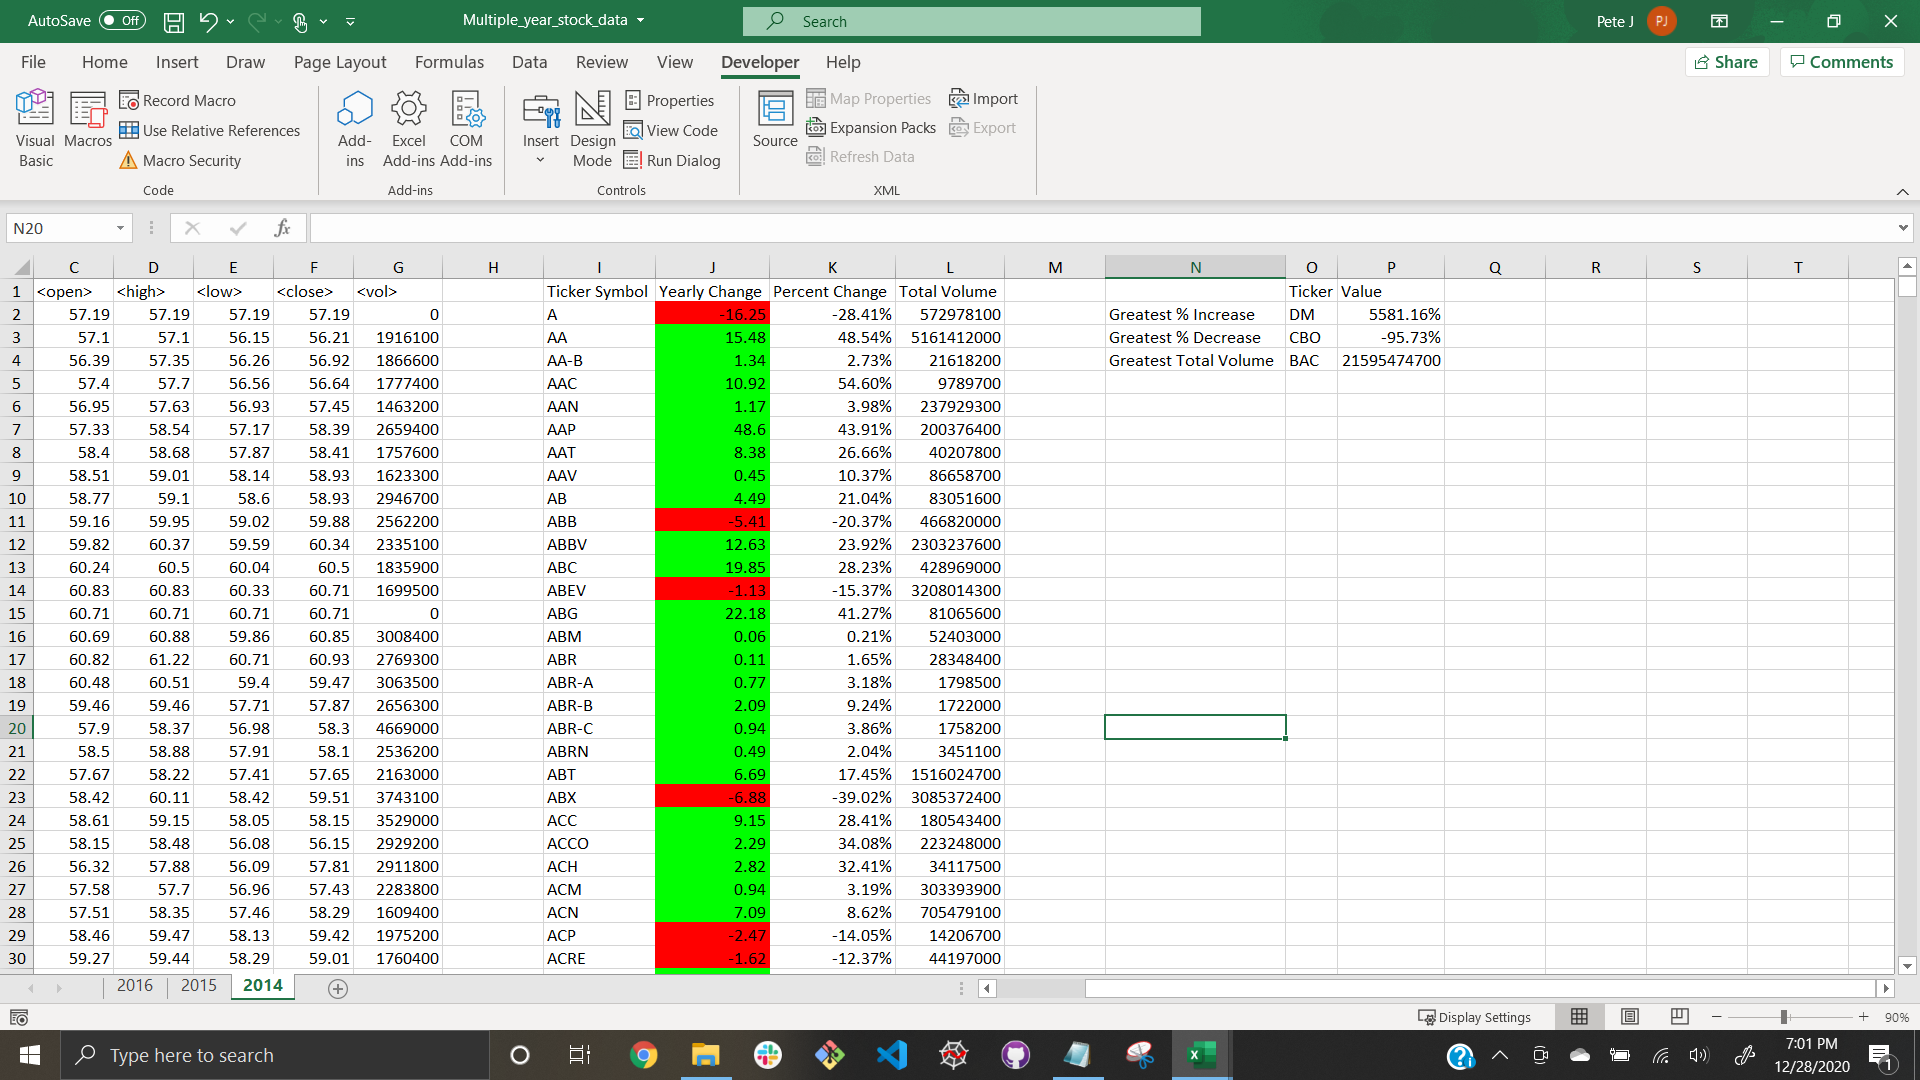 AutoSave Off Multiple_year_stock_data Search Pete J PJ
File Home Insert Draw Page Layout Formulas Data Review View Developer Help Share Comments
Visual Basic
Macros
Record Macro
Use Relative References
Macro Security
Code
Add-ins
Excel Add-ins
COM Add-ins
Add-ins
Insert
Design Mode
Properties
View Code
Run Dialog
Controls
Source
Map Properties
Expansion Packs
Refresh Data
Import
Export
XML
N20 fx
C D E F G H I J K L M N O P Q R S T
1 <open> <high> <low> <close> <vol> Ticker Symbol Yearly Change Percent Change Total Volume Ticker Value
2 57.19 57.19 57.19 57.19 0 A -16.25 -28.41% 572978100 Greatest % Increase DM 5581.16%
3 57.1 57.1 56.15 56.21 1916100 AA 15.48 48.54% 5161412000 Greatest % Decrease CBO -95.73%
4 56.39 57.35 56.26 56.92 1866600 AA-B 1.34 2.73% 21618200 Greatest Total Volume BAC 21595474700
5 57.4 57.7 56.56 56.64 1777400 AAC 10.92 54.60% 9789700
6 56.95 57.63 56.93 57.45 1463200 AAN 1.17 3.98% 237929300
7 57.33 58.54 57.17 58.39 2659400 AAP 48.6 43.91% 200376400
8 58.4 58.68 57.87 58.41 1757600 AAT 8.38 26.66% 40207800
9 58.51 59.01 58.14 58.93 1623300 AAV 0.45 10.37% 86658700
10 58.77 59.1 58.6 58.93 2946700 AB 4.49 21.04% 83051600
11 59.16 59.95 59.02 59.88 2562200 ABB -5.41 -20.37% 466820000
12 59.82 60.37 59.59 60.34 2335100 ABBV 12.63 23.92% 2303237600
13 60.24 60.5 60.04 60.5 1835900 ABC 19.85 28.23% 428969000
14 60.83 60.83 60.33 60.71 1699500 ABEV -1.13 -15.37% 3208014300
15 60.71 60.71 60.71 60.71 0 ABG 22.18 41.27% 81065600
16 60.69 60.88 59.86 60.85 3008400 ABM 0.06 0.21% 52403000
17 60.82 61.22 60.71 60.93 2769300 ABR 0.11 1.65% 28348400
18 60.48 60.51 59.4 59.47 3063500 ABR-A 0.77 3.18% 1798500
19 59.46 59.46 57.71 57.87 2656300 ABR-B 2.09 9.24% 1722000
20 57.9 58.37 56.98 58.3 4669000 ABR-C 0.94 3.86% 1758200
21 58.5 58.88 57.91 58.1 2536200 ABRN 0.49 2.04% 3451100
22 57.67 58.22 57.41 57.65 2163000 ABT 6.69 17.45% 1516024700
23 58.42 60.11 58.42 59.51 3743100 ABX -6.88 -39.02% 3085372400
24 58.61 59.15 58.05 58.15 3529000 ACC 9.15 28.41% 180543400
25 58.15 58.48 56.08 56.15 2929200 ACCO 2.29 34.08% 223248000
26 56.32 57.88 56.09 57.81 2911800 ACH 2.82 32.41% 34117500
27 57.58 57.7 56.96 57.43 2283800 ACM 0.94 3.19% 303393900
28 57.51 58.35 57.46 58.29 1609400 ACN 7.09 8.62% 705479100
29 58.46 59.47 58.13 59.42 1975200 ACP -2.47 -14.05% 14206700
30 59.27 59.44 58.29 59.01 1760400 ACRE -1.62 -12.37% 44197000
2016 2015 2014
Display Settings 90%
Type here to search
7:01 PM
12/28/2020
1